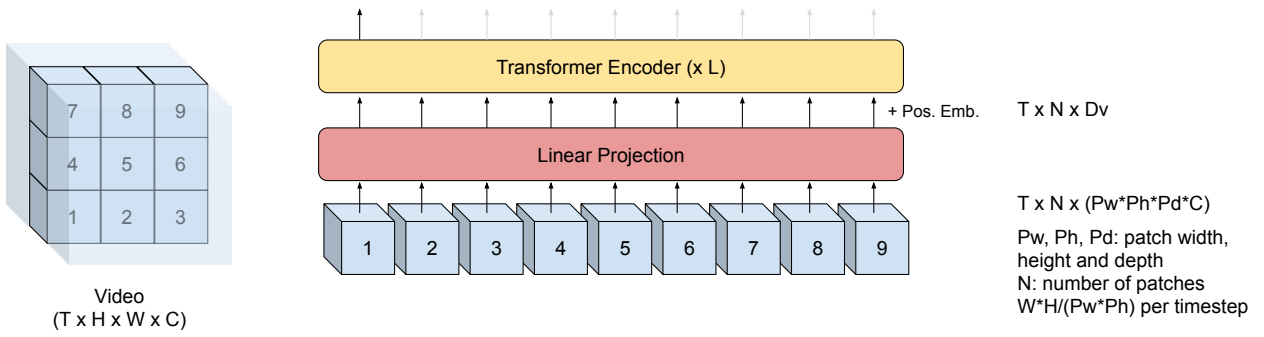 7 8 9
4 5 6
1 2 3
Video
(T x H x W x C)
Transformer Encoder (x L)
+ Pos. Emb.
Linear Projection
1 2 3 4 5 6 7 8 9
T x N x Dv
T x N x (Pw*Ph*Pd*C)
Pw, Ph, Pd: patch width,
height and depth
N: number of patches
W*H/(Pw*Ph) per timestep